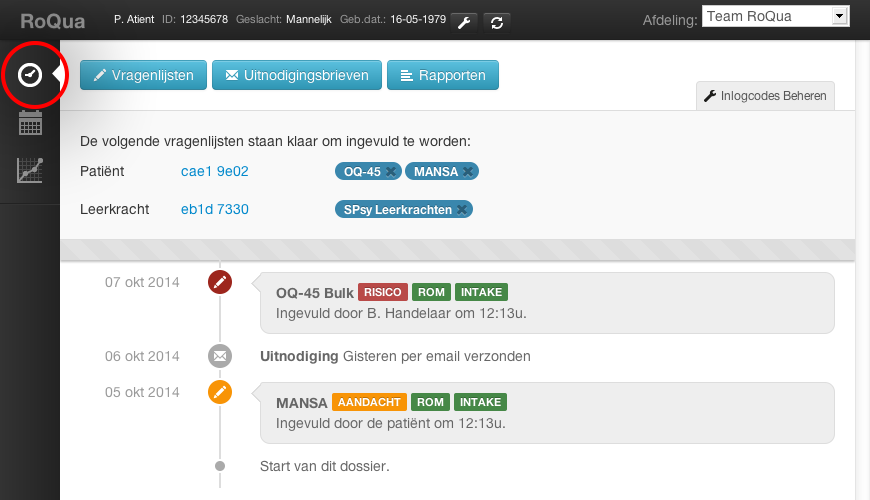 RoQua P. Atient ID: 12345678 Geslacht: Mannelijk Geb.dat.: 16-05-1979 Afdeling: Team RoQua
Vragenlijsten Uitnodigingsbrieven Rapporten
Inlogcodes Beheren
De volgende vragenlijsten staan klaar om ingevuld te worden:
Patiënt cae1 9e02 OQ-45 MANSA
Leerkracht eb1d 7330 SPsy Leerkrachten
07 okt 2014 OQ-45 Bulk RISICO ROM INTAKE
Ingevuld door B. Handelaar om 12:13u.
06 okt 2014 Uitnodiging Gisteren per email verzonden
05 okt 2014 MANSA AANDACHT ROM INTAKE
Ingevuld door de patiënt om 12:13u.
Start van dit dossier.